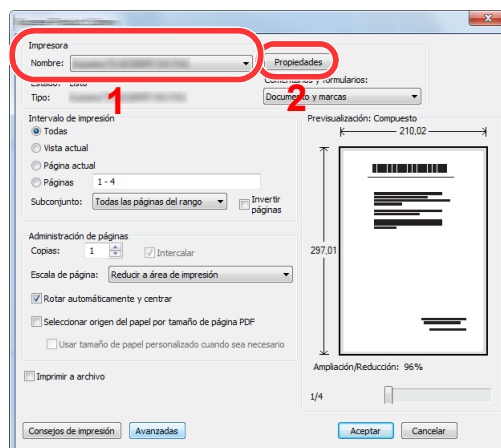 Impresora
Nombre:
Propiedades
1
2
Estado: Listo
Comentarios y formularios:
Tipo:
Documento y marcas
Intervalo de impresión
Previsualización: Compuesto
Todas
210,02
Vista actual
Página actual
Páginas 1 - 4
Subconjunto: Todas las páginas del rango
Invertir
páginas
Administración de páginas
Copias: 1 Intercalar
297,01
Escala de página: Reducir a área de impresión
Rotar automáticamente y centrar
Seleccionar origen del papel por tamaño de página PDF
Usar tamaño de papel personalizado cuando sea necesario
Ampliación/Reducción: 96%
Imprimir a archivo
1/4
Consejos de impresión Avanzadas Aceptar Cancelar